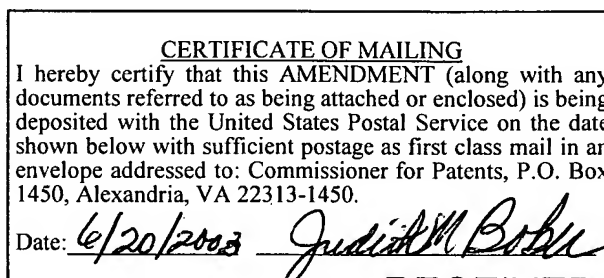 CERTIFICATE OF MAILING
I hereby certify that this AMENDMENT (along with any
documents referred to as being attached or enclosed) is being
deposited with the United States Postal Service on the date
shown below with sufficient postage as first class mail in an
envelope addressed to: Commissioner for Patents, P.O. Box
1450, Alexandria, VA 22313-1450.
Date: 6/20/2003 Judith M